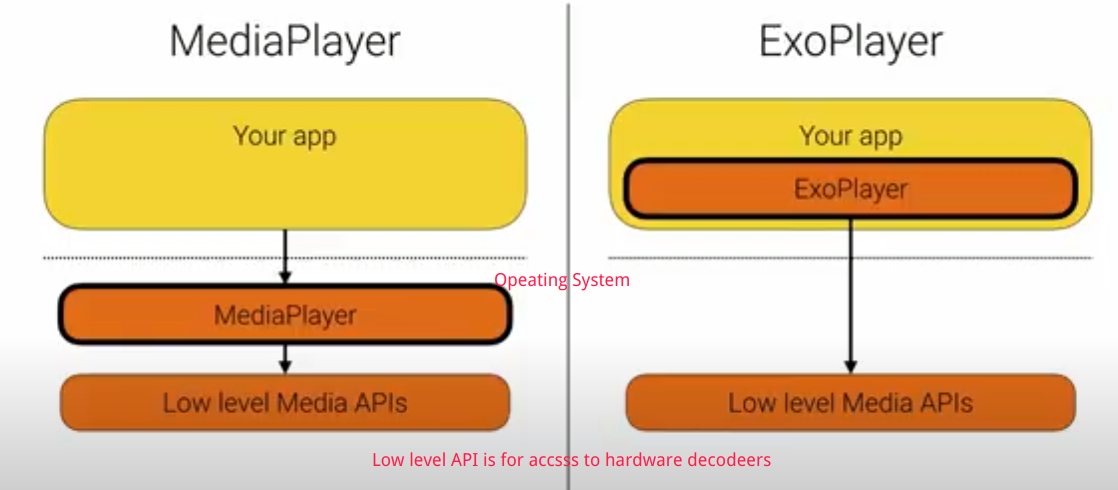 MediaPlayer
Your app
MediaPlayer
Low level Media APIs
ExoPlayer
Your app
ExoPlayer
Low level Media APIs
Opeating System
Low level API is for accsss to hardware decodeers